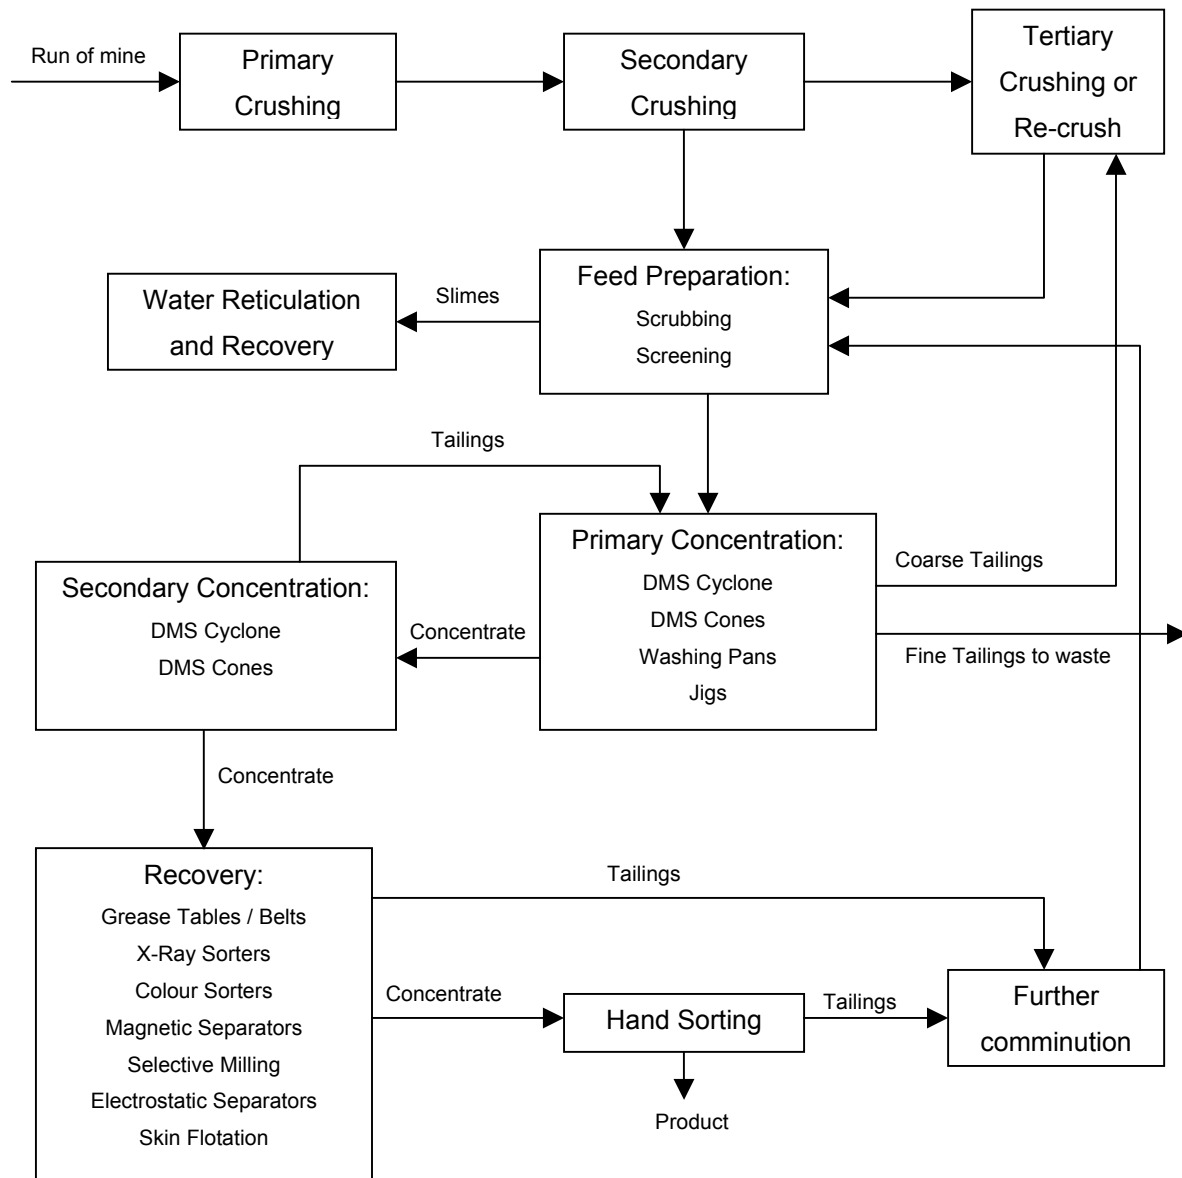 Run of mine
Primary
Crushing
Secondary
Crushing
Tertiary
Crushing or
Re-crush
Water Reticulation
and Recovery
Slimes
Feed Preparation:
Scrubbing
Screening
Tailings
Secondary Concentration:
DMS Cyclone
DMS Cones
Concentrate
Primary Concentration:
DMS Cyclone
DMS Cones
Washing Pans
Jigs
Coarse Tailings
Fine Tailings to waste
Concentrate
Recovery:
Grease Tables / Belts
X-Ray Sorters
Colour Sorters
Magnetic Separators
Selective Milling
Electrostatic Separators
Skin Flotation
Tailings
Concentrate
Hand Sorting
Tailings
Further
comminution
Product